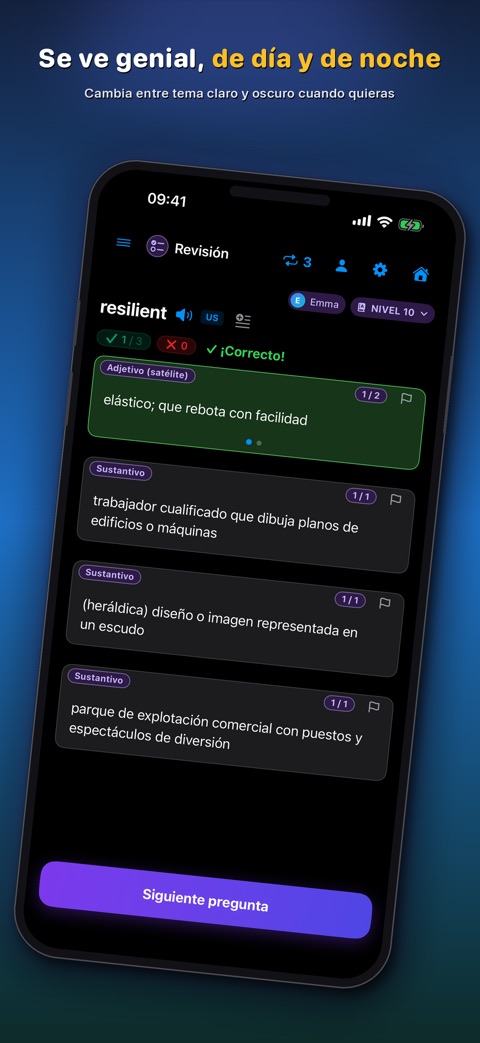 Se ve genial, de día y de noche
Cambia entre tema claro y oscuro cuando quieras
09:41
Revisión
3
E Emma
NIVEL 10
resilient
US
1 / 3
0
¡Correcto!
Adjetivo (satélite)
1 / 2
elástico; que rebota con facilidad
Sustantivo
1 / 1
trabajador cualificado que dibuja planos de
edificios o máquinas
Sustantivo
1 / 1
(heráldica) diseño o imagen representada en
un escudo
Sustantivo
1 / 1
parque de explotación comercial con puestos y
espectáculos de diversión
Siguiente pregunta